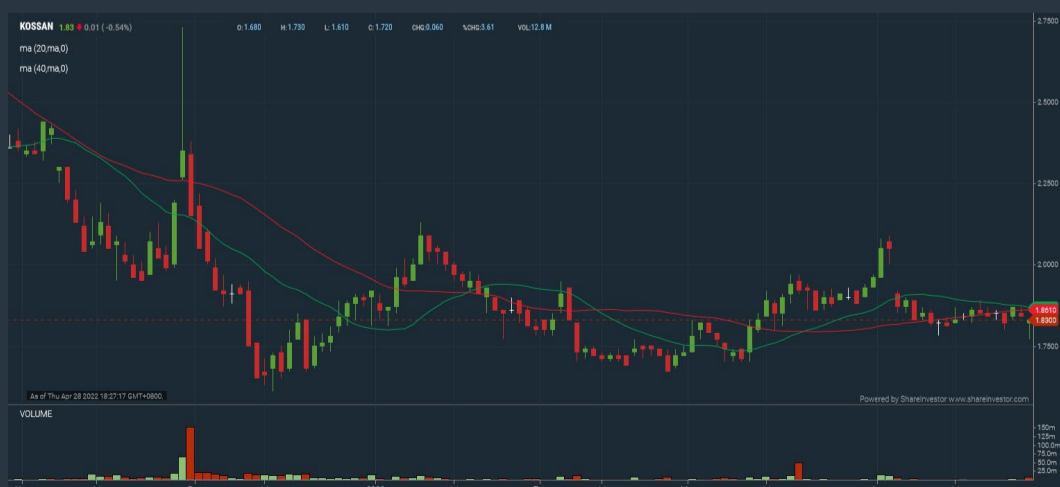 KOSSAN 1.83 0.01 ( -0.54%) O: 1.680 H: 1.730 L: 1.610 C: 1.720 CHG:0.060 %CHG:3.61 VOL:12.8 M
ma (20,ma,0)
ma (40,ma,0)
2.7500
2.5000
2.2500
2.0000
1.8610
1.8300
1.7500
As of Thu Apr 28 2022 18:27:17 GMT+0800.
Powered by ShareInvestor www.shareinvestor.com
VOLUME
150m
125m
100.0m
75.0m
50.0m
25.0m